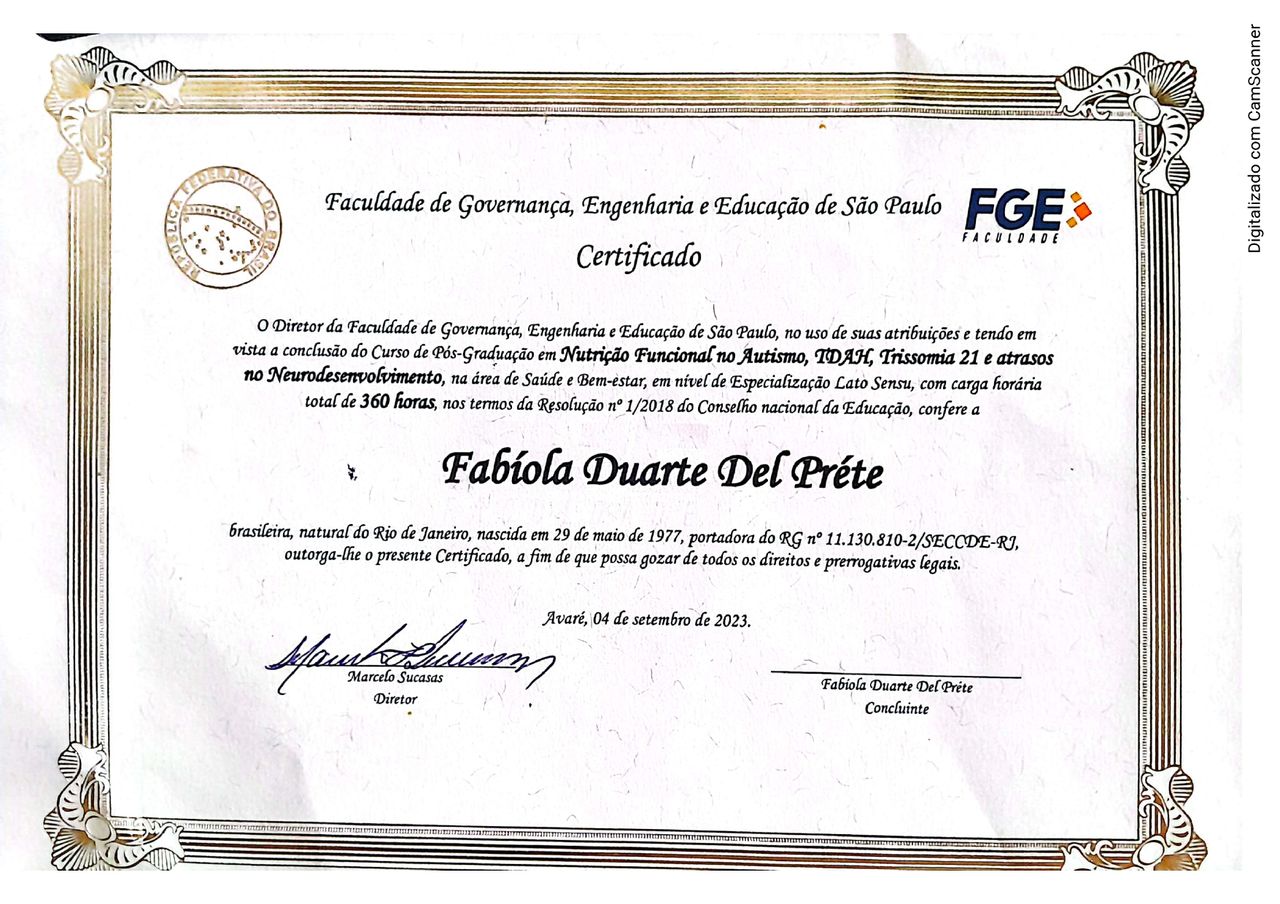 REPÚBLICA FEDERATIVA DO BRASIL
Faculdade de Governança, Engenharia e Educação de São Paulo
FGE
FACULDADE
Certificado
O Diretor da Faculdade de Governança, Engenharia e Educação de São Paulo, no uso de suas atribuições e tendo em
vista a conclusão do Curso de Pós-Graduação em Nutrição Funcional no Autismo, TDAH, Trissomia 21 e atrasos
no Neurodesenvolvimento, na área de Saúde e Bem-estar, em nível de Especialização Lato Sensu, com carga horária
total de 360 horas, nos termos da Resolução nº 1/2018 do Conselho nacional da Educação, confere a
Fabíola Duarte Del Préte
brasileira, natural do Rio de Janeiro, nascida em 29 de maio de 1977, portadora do RG nº 11.130.810-2/SECCDE-RJ,
outorga-lhe o presente Certificado, a fim de que possa gozar de todos os direitos e prerrogativas legais.
Avaré, 04 de setembro de 2023.
Marcelo Sucasas
Diretor
Fabíola Duarte Del Préte
Concluinte
Digitalizado com CamScanner